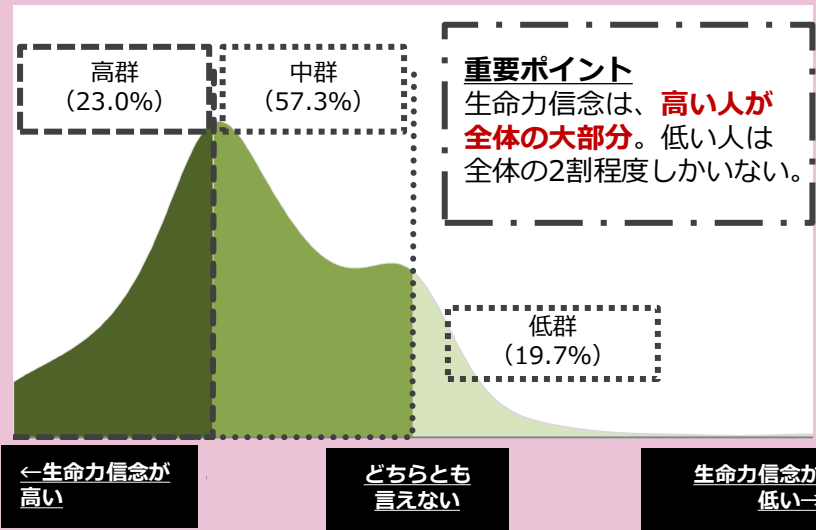 高群
（23.0%）
中群
（57.3%）
重要ポイント
生命力信念は、高い人が
全体の大部分。低い人は
全体の2割程度しかいない。
低群
（19.7%）
←生命力信念が
高い
どちらとも
言えない
生命力信念が
低い→